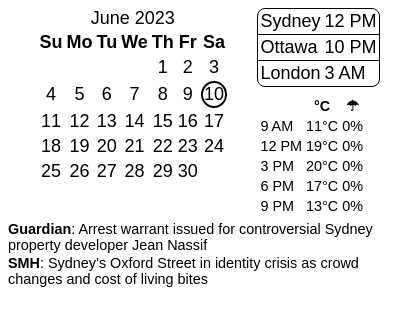 June 2023
Su Mo Tu We Th Fr Sa
1 2 3
4 5 6 7 8 9 10
11 12 13 14 15 16 17
18 19 20 21 22 23 24
25 26 27 28 29 30
Sydney 12 PM
Ottawa 10 PM
London 3 AM
°C ☂
9 AM 11°C 0%
12 PM 19°C 0%
3 PM 20°C 0%
6 PM 17°C 0%
9 PM 13°C 0%
Guardian: Arrest warrant issued for controversial Sydney
property developer Jean Nassif
SMH: Sydney’s Oxford Street in identity crisis as crowd
changes and cost of living bites